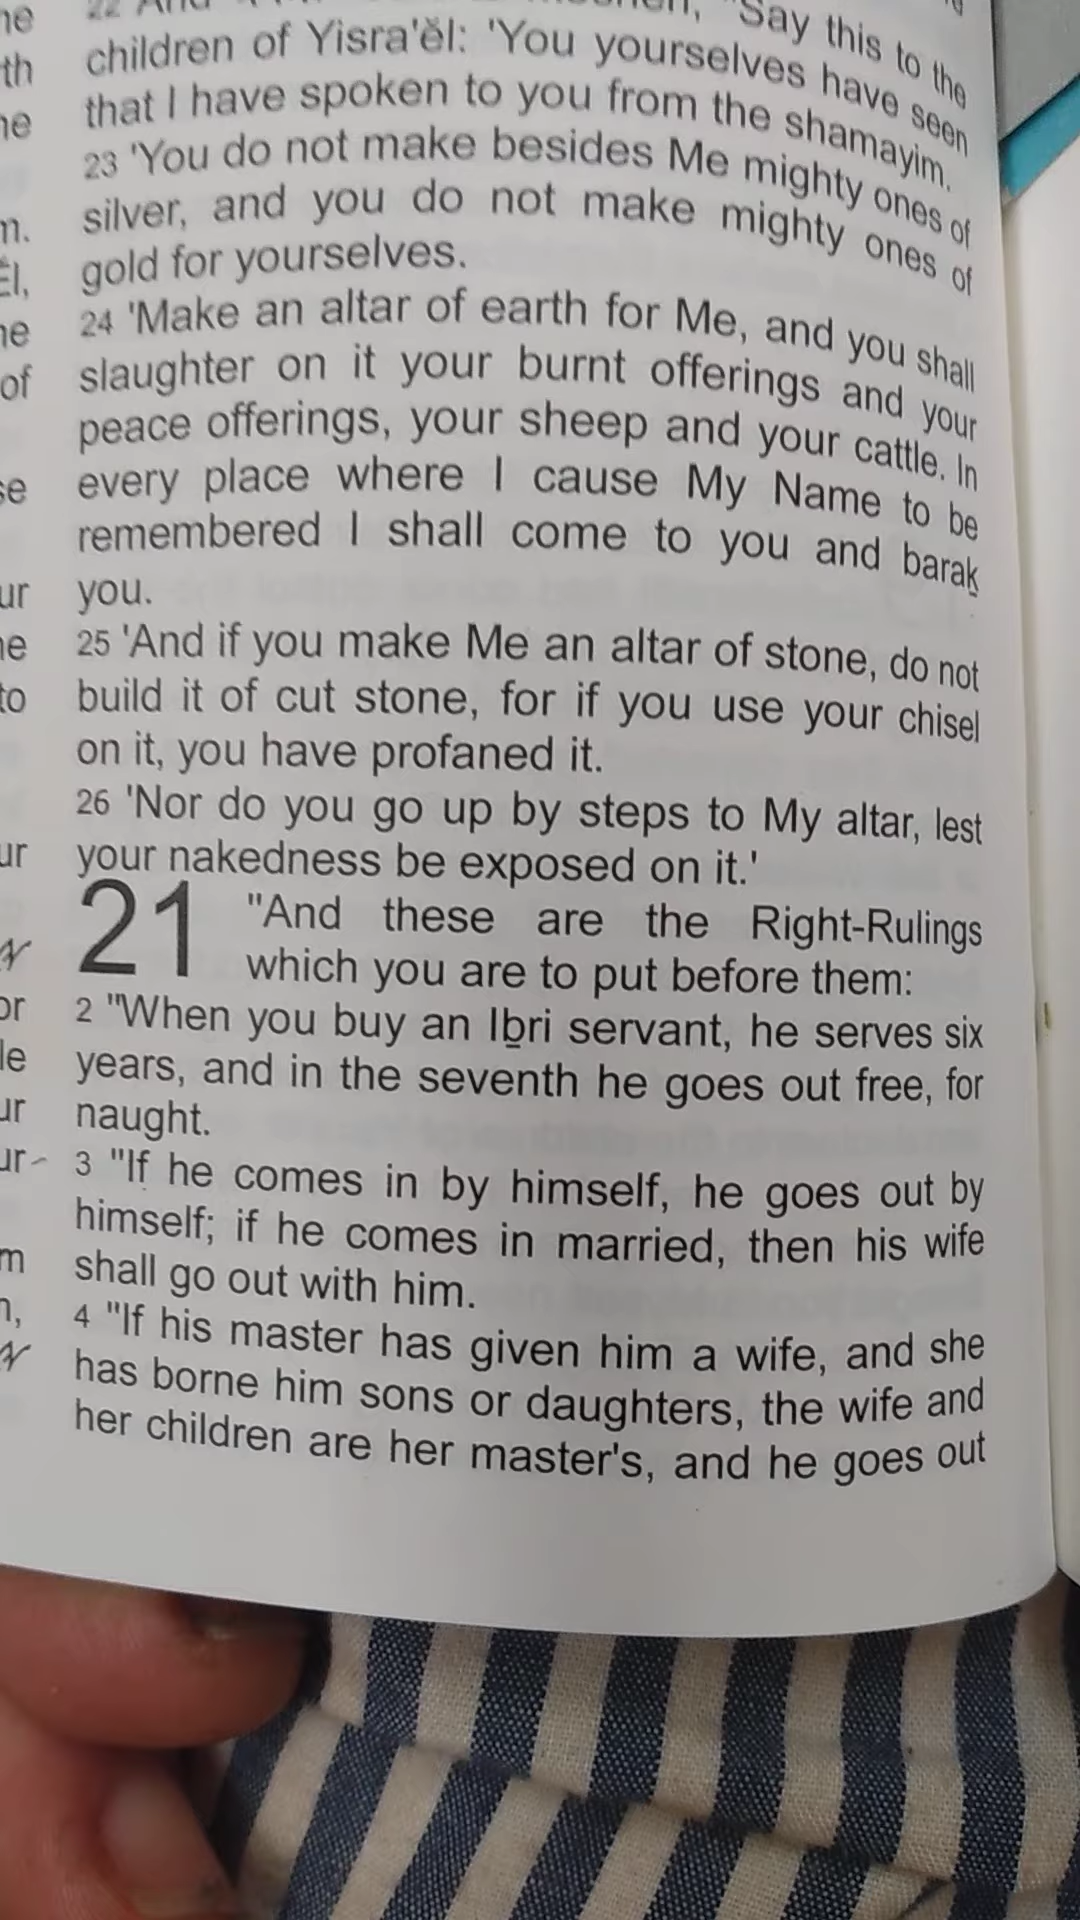 22 And "Say this to the
children of Yisra'ĕl: 'You yourselves have seen
that I have spoken to you from the shamayim.
23 'You do not make besides Me mighty ones of
silver, and you do not make mighty ones of
gold for yourselves.
24 'Make an altar of earth for Me, and you shall
slaughter on it your burnt offerings and your
peace offerings, your sheep and your cattle. In
every place where I cause My Name to be
remembered I shall come to you and baraḵ
you.
25 'And if you make Me an altar of stone, do not
build it of cut stone, for if you use your chisel
on it, you have profaned it.
26 'Nor do you go up by steps to My altar, lest
your nakedness be exposed on it.'
21 "And these are the Right-Rulings
which you are to put before them:
2 "When you buy an Iḇri servant, he serves six
years, and in the seventh he goes out free, for
naught.
3 "If he comes in by himself, he goes out by
himself; if he comes in married, then his wife
shall go out with him.
4 "If his master has given him a wife, and she
has borne him sons or daughters, the wife and
her children are her master's, and he goes out